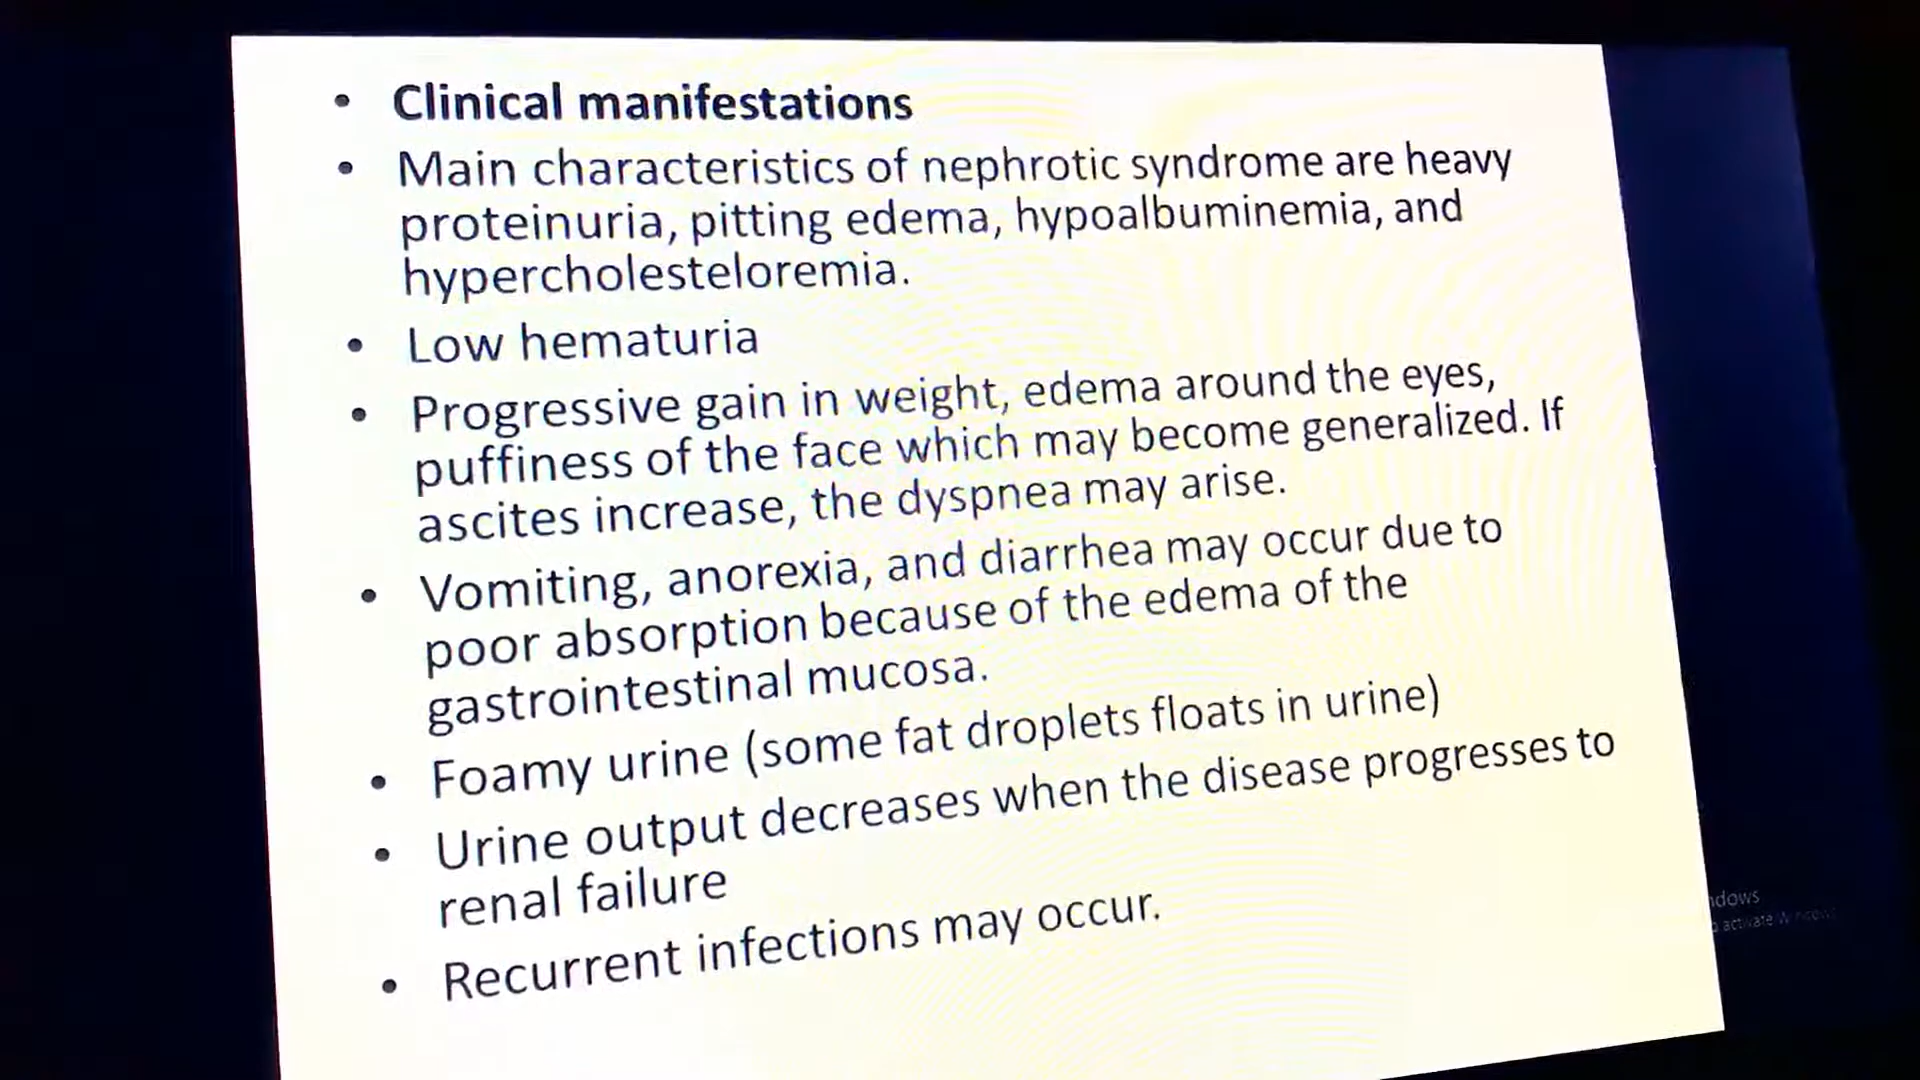 • Clinical manifestations
• Main characteristics of nephrotic syndrome are heavy
proteinuria, pitting edema, hypoalbuminemia, and
hypercholesteloremia.
• Low hematuria
• Progressive gain in weight, edema around the eyes,
puffiness of the face which may become generalized. If
ascites increase, the dyspnea may arise.
• Vomiting, anorexia, and diarrhea may occur due to
poor absorption because of the edema of the
gastrointestinal mucosa.
• Foamy urine (some fat droplets floats in urine)
• Urine output decreases when the disease progresses to
renal failure
• Recurrent infections may occur.
ndows
activate Windows